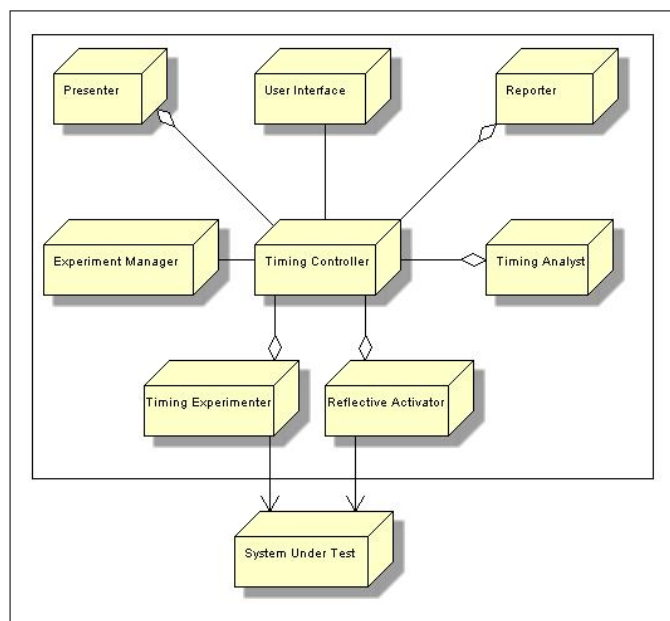 Presenter
User Interface
Reporter
Experiment Manager
Timing Controller
Timing Analyst
Timing Experimenter
Reflective Activator
System Under Test